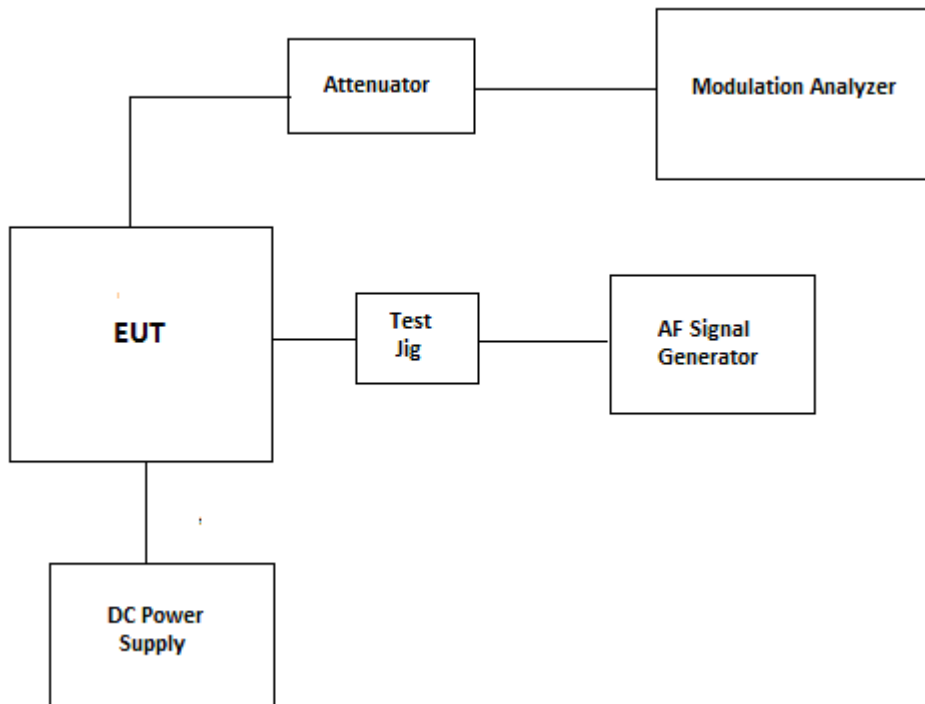 Attenuator
Modulation Analyzer
EUT
Test
Jig
AF Signal
Generator
DC Power
Supply